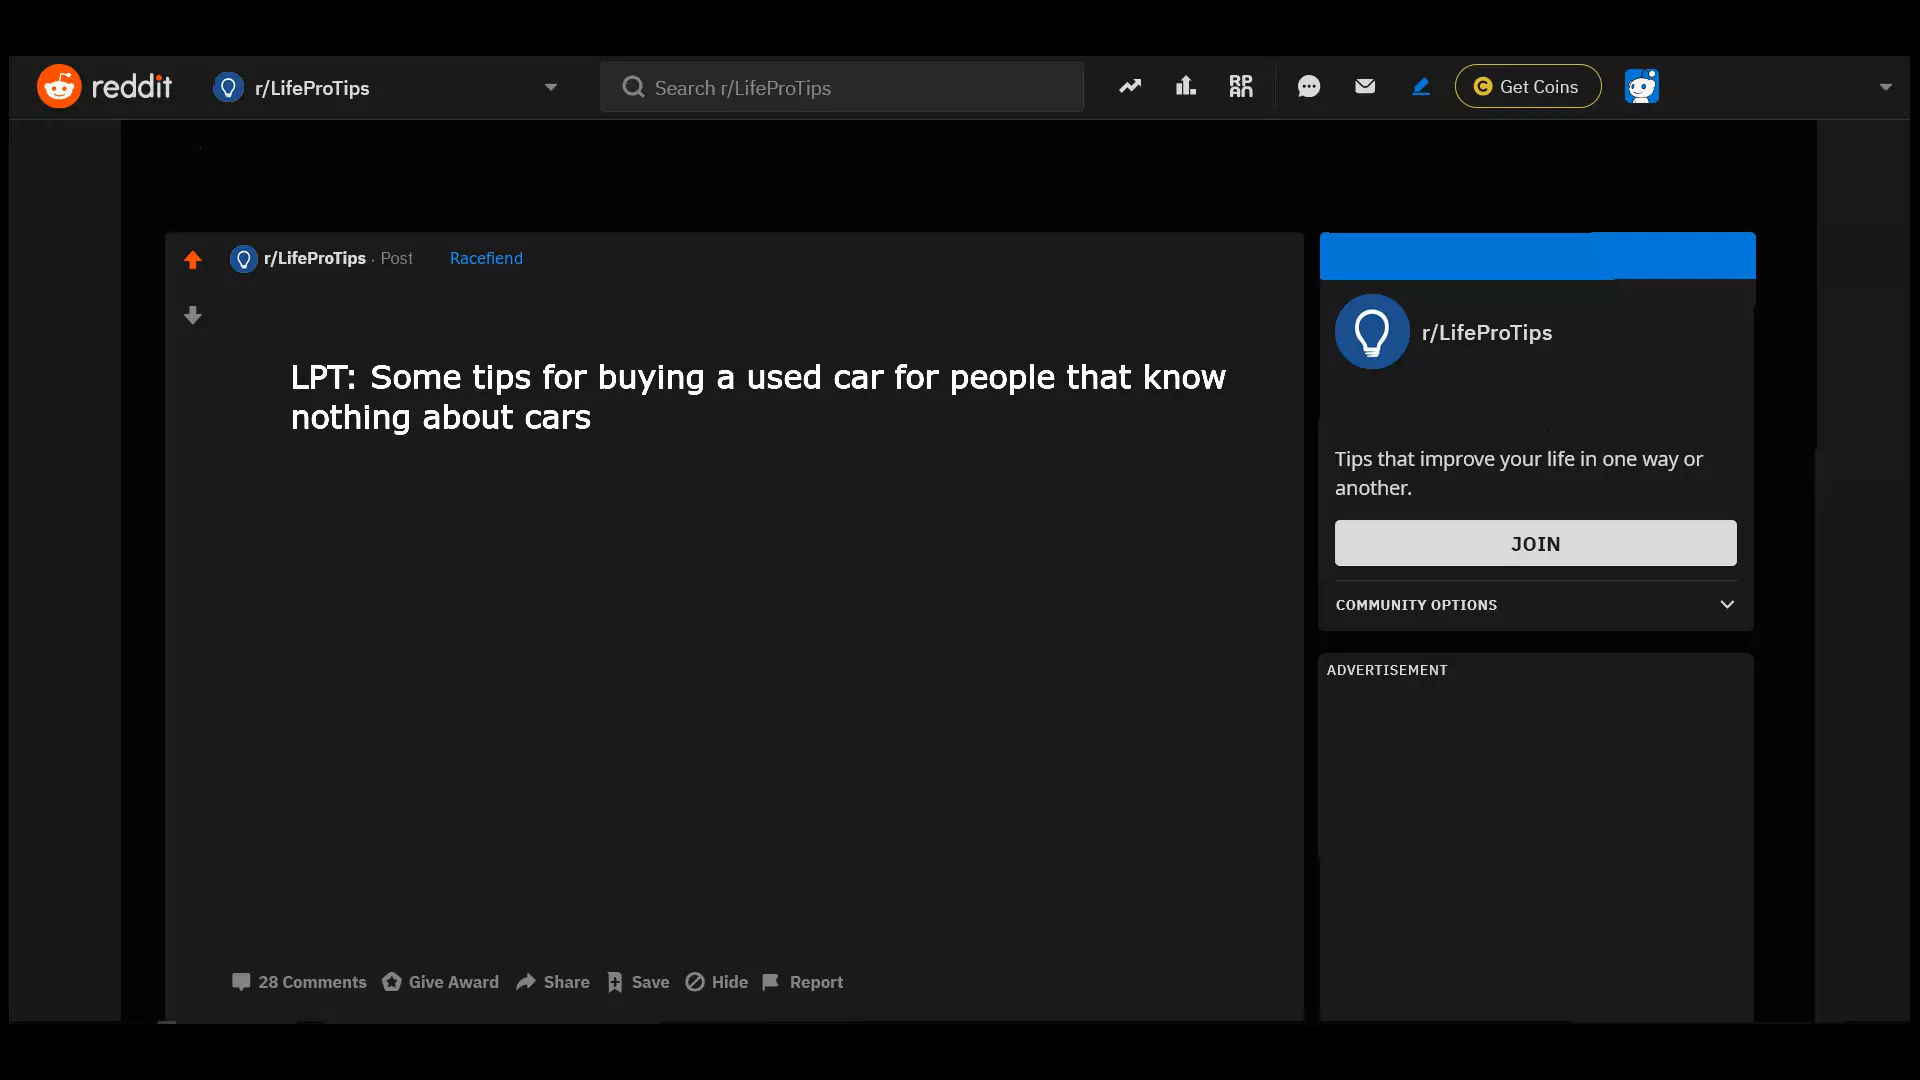 reddit
r/LifeProTips
Search r/LifeProTips
RPAN
Get Coins
r/LifeProTips · Post Racefiend
LPT: Some tips for buying a used car for people that know
nothing about cars
28 Comments Give Award Share Save Hide Report
r/LifeProTips
Tips that improve your life in one way or
another.
JOIN
COMMUNITY OPTIONS
ADVERTISEMENT